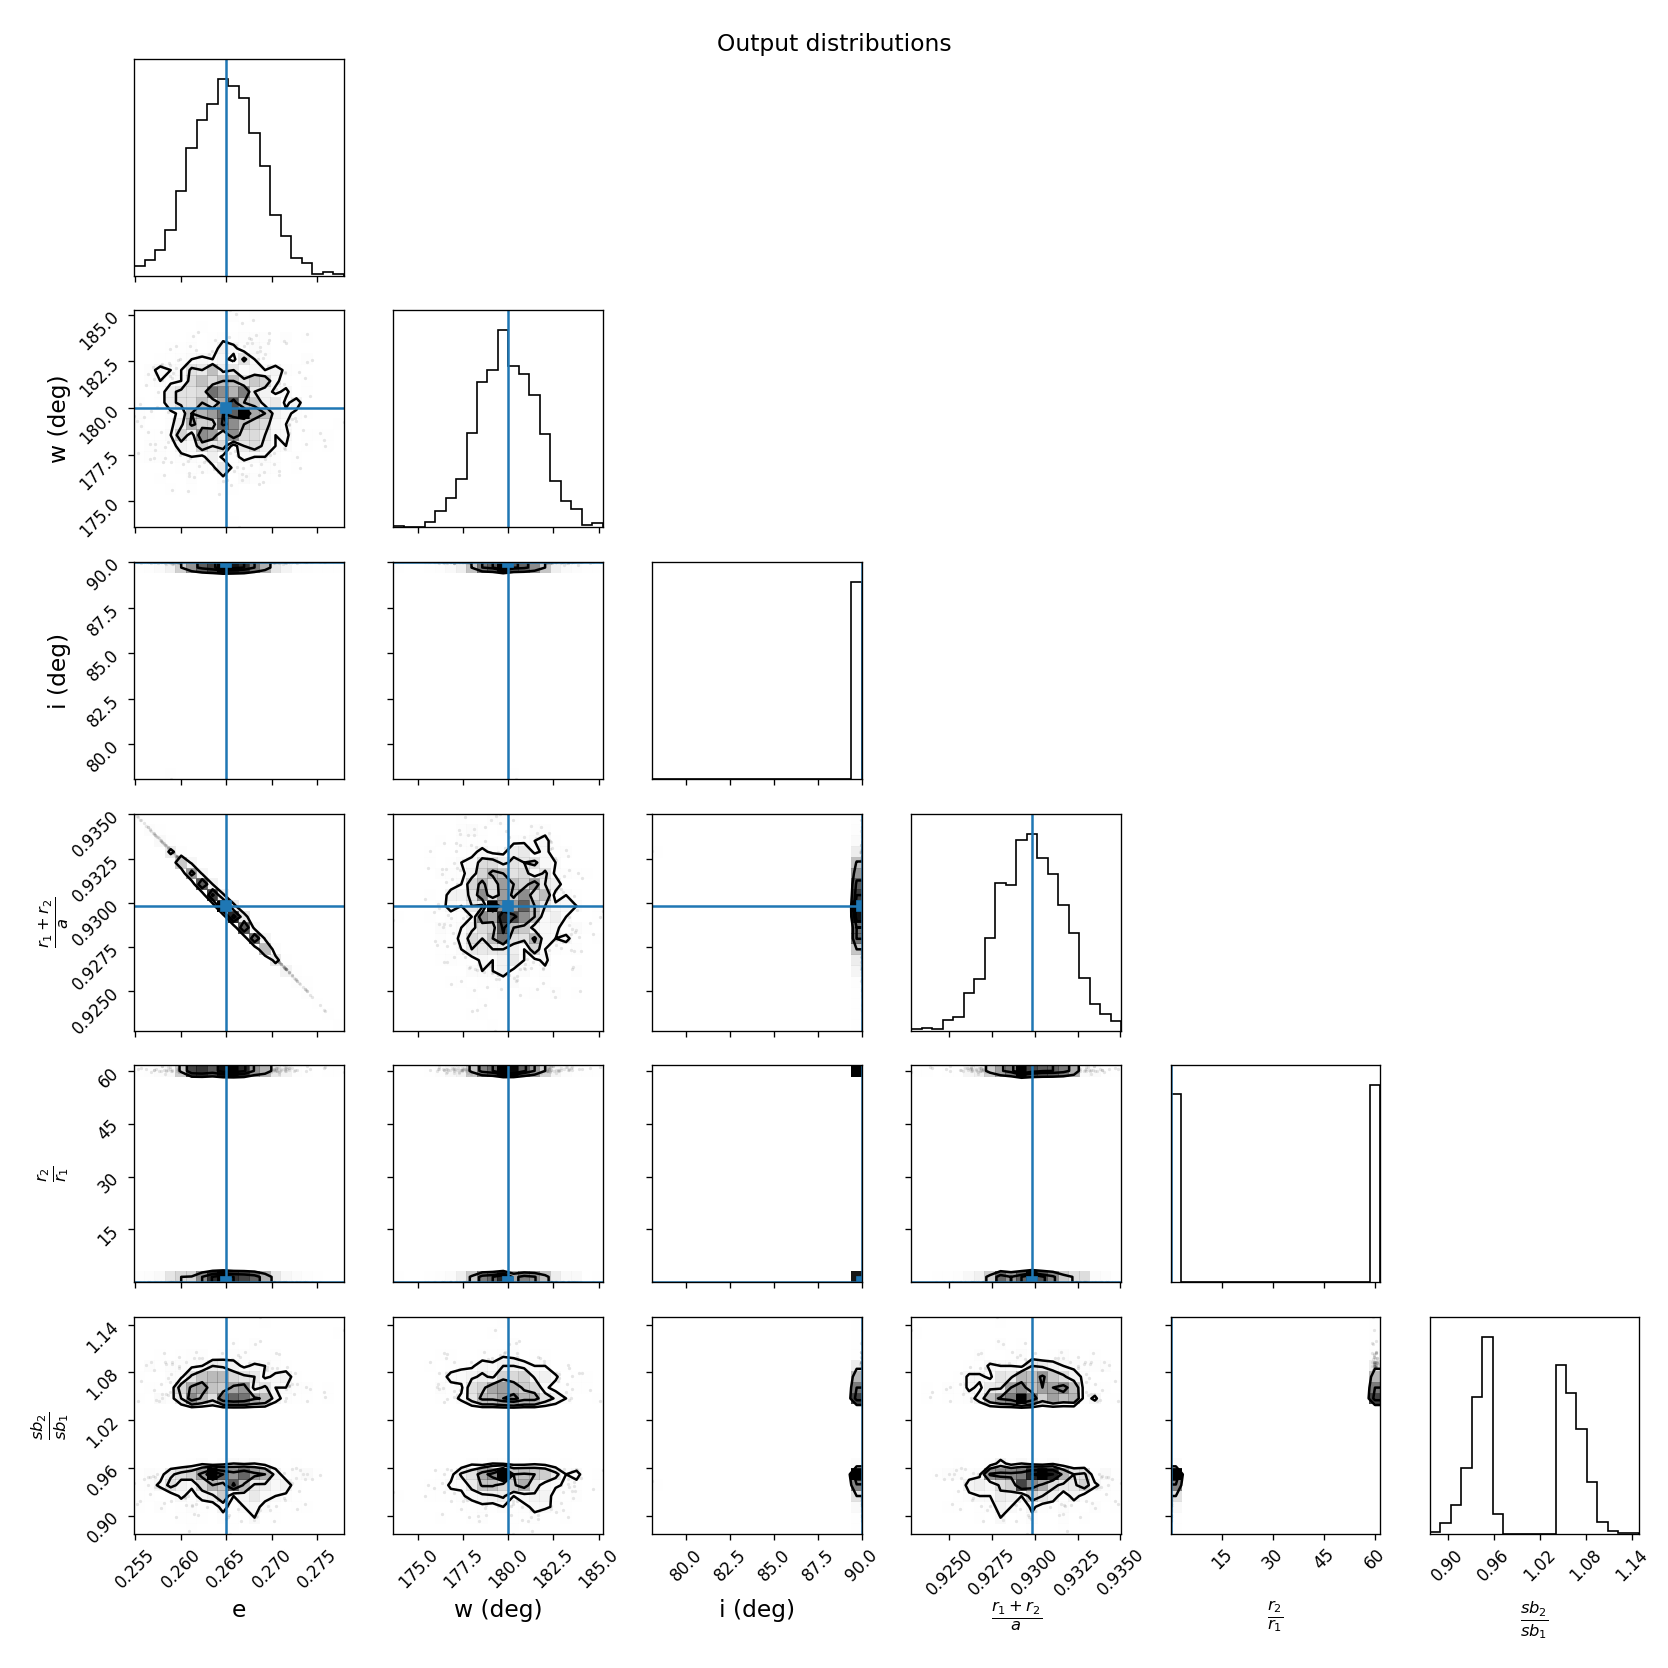 Output distributions
w (deg)
185.0
182.5
180.0
177.5
175.0
i (deg)
90.0
87.5
85.0
82.5
80.0
r1 + r2
a
0.9350
0.9325
0.9300
0.9275
0.9250
r2
r1
60
45
30
15
sb2
sb1
1.14
1.08
1.02
0.96
0.90
0.255 0.260 0.265 0.270 0.275
175.0 177.5 180.0 182.5 185.0
80.0 82.5 85.0 87.5 90.0
0.9250 0.9275 0.9300 0.9325 0.9350
15 30 45 60
0.90 0.96 1.02 1.08 1.14
e
w (deg)
i (deg)
r1 + r2
a
r2
r1
sb2
sb1